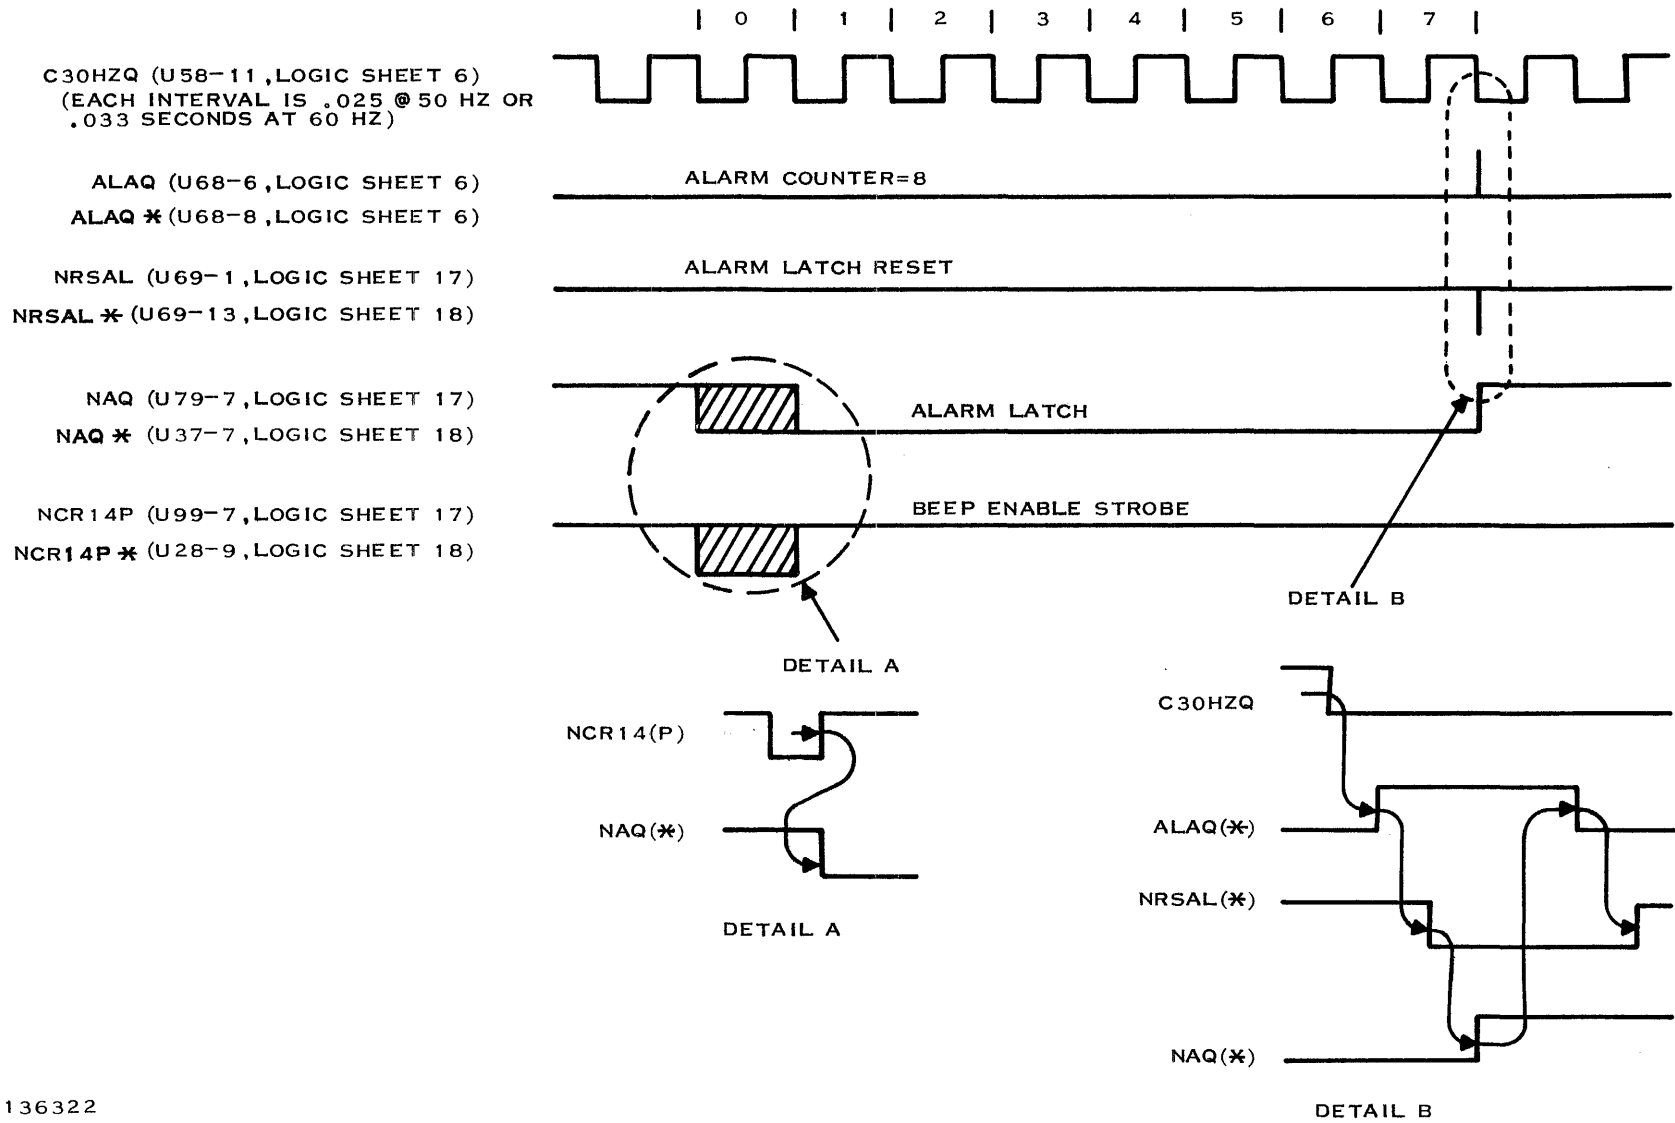 0 1 2 3 4 5 6 7
C30HZQ (U58-11,LOGIC SHEET 6)
(EACH INTERVAL IS .025 @ 50 HZ OR
.033 SECONDS AT 60 HZ)
ALAQ (U68-6,LOGIC SHEET 6)
ALARM COUNTER=8
ALAQ * (U68-8,LOGIC SHEET 6)
NRSAL (U69-1,LOGIC SHEET 17)
ALARM LATCH RESET
NRSAL * (U69-13,LOGIC SHEET 18)
NAQ (U79-7,LOGIC SHEET 17)
ALARM LATCH
NAQ * (U37-7,LOGIC SHEET 18)
NCR14P (U99-7,LOGIC SHEET 17)
BEEP ENABLE STROBE
NCR14P * (U28-9,LOGIC SHEET 18)
DETAIL B
DETAIL A
NCR14(P)
NAQ(*)
DETAIL A
C30HZQ
ALAQ(*)
NRSAL(*)
NAQ(*)
DETAIL B
136322